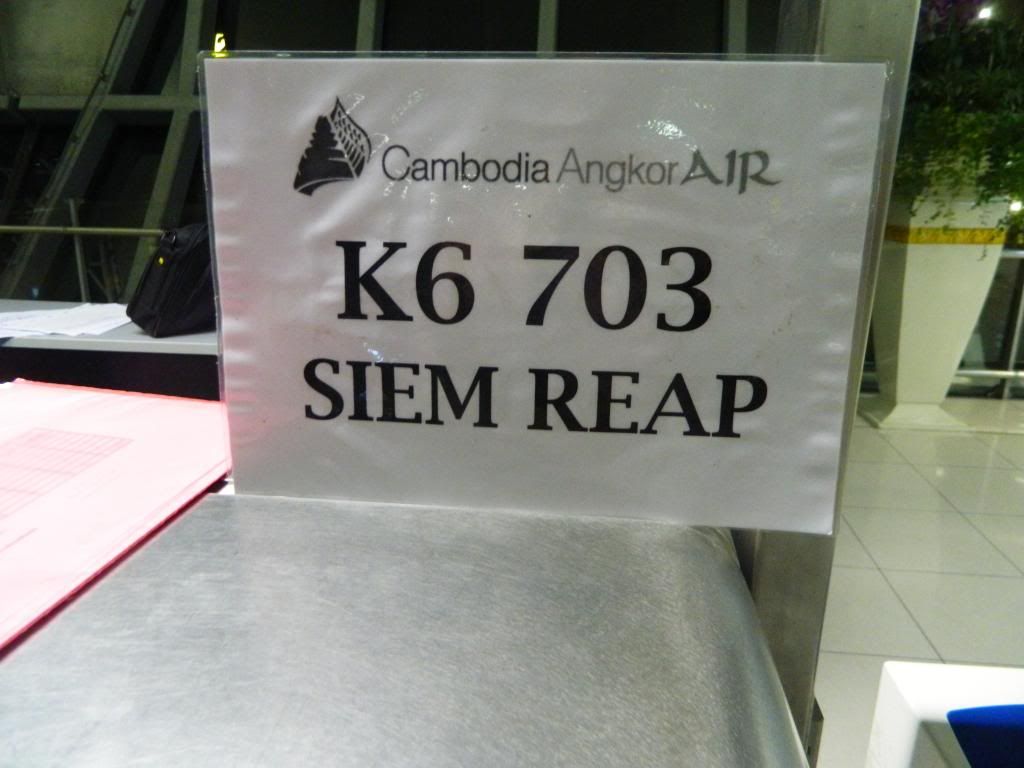 Cambodia Angkor AIR
K6 703
SIEM REAP